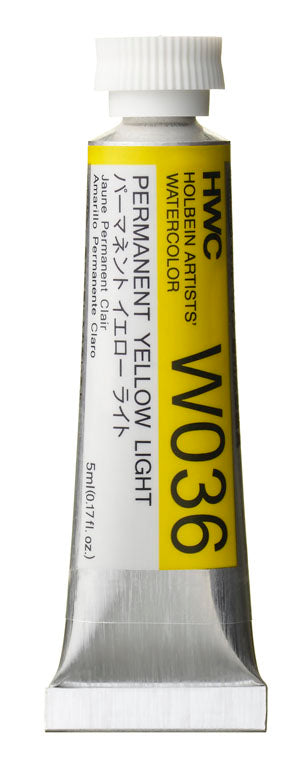 HWC
HOLBEIN ARTISTS'
WATERCOLOR
W036
PERMANENT YELLOW LIGHT
パーマネント イエロー ライト
Jaune Permanent Clair
Amarillo Permanente Claro
5ml(0.17fl. oz.)